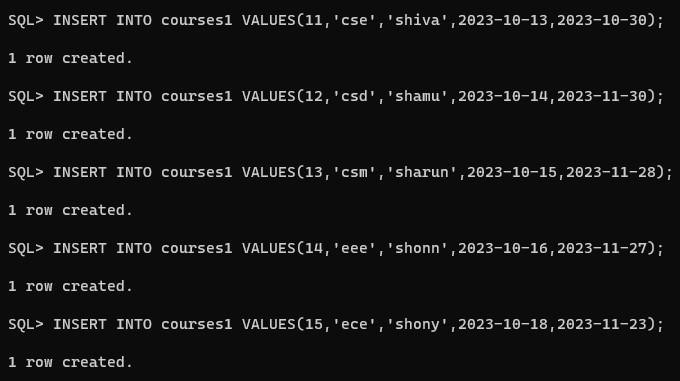 SQL> INSERT INTO courses1 VALUES(11,'cse','shiva',2023-10-13,2023-10-30);
1 row created.
SQL> INSERT INTO courses1 VALUES(12,'csd','shamu',2023-10-14,2023-11-30);
1 row created.
SQL> INSERT INTO courses1 VALUES(13,'csm','sharun',2023-10-15,2023-11-28);
1 row created.
SQL> INSERT INTO courses1 VALUES(14,'eee','shonn',2023-10-16,2023-11-27);
1 row created.
SQL> INSERT INTO courses1 VALUES(15,'ece','shony',2023-10-18,2023-11-23);
1 row created.